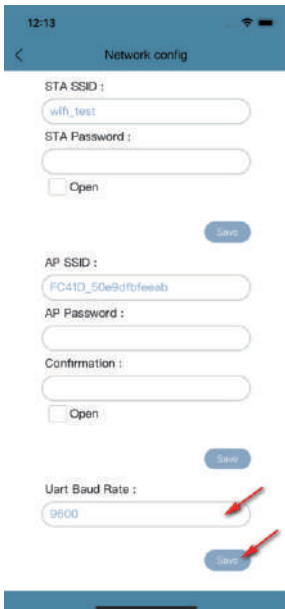 12:13
Network config
STA SSID :
wifi_test
STA Password :
Open
Save
AP SSID :
FC41D_50e9dfbfeeab
AP Password :
Confirmation :
Open
Save
Uart Baud Rate :
9600
Save